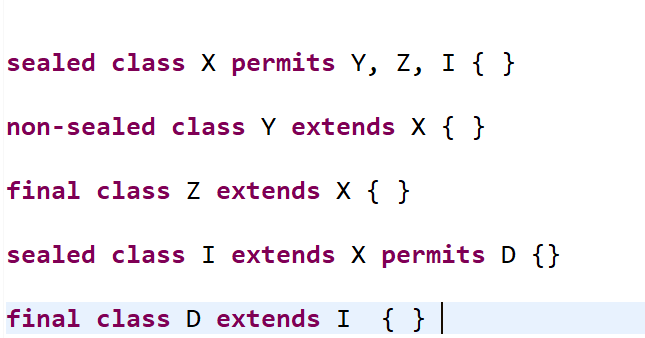 sealed class X permits Y, Z, I { }
non-sealed class Y extends X { }
final class Z extends X { }
sealed class I extends X permits D {}
final class D extends I  { }